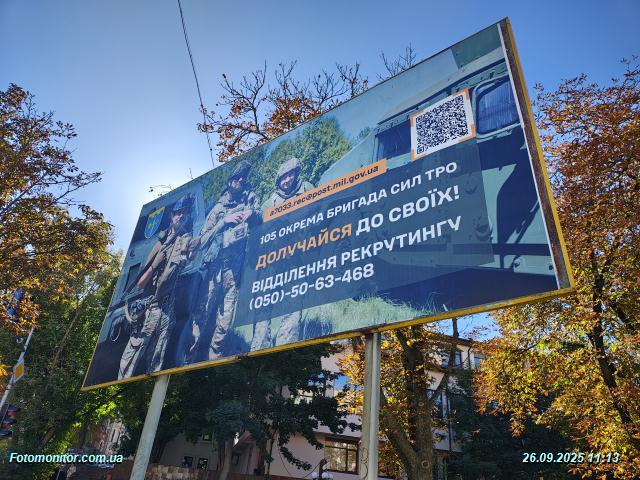 a7033.rec@post.mil.gov.ua
105 ОКРЕМА БРИГАДА СИЛ ТРО
ДОЛУЧАЙСЯ ДО СВОЇХ!
ВІДДІЛЕННЯ РЕКРУТИНГУ
(050)-50-63-468
Fotomonitor.com.ua
26.09.2025 11:13